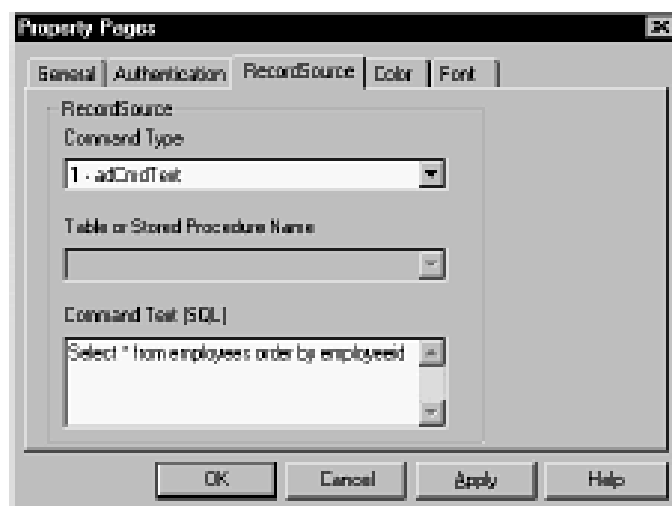 Property Pages
General Authentication RecordSource Color Font
RecordSource
Command Type
1 - adCmdText
Table or Stored Procedure Name
Command Text (SQL)
Select * from employees order by employeeid
OK Cancel Apply Help